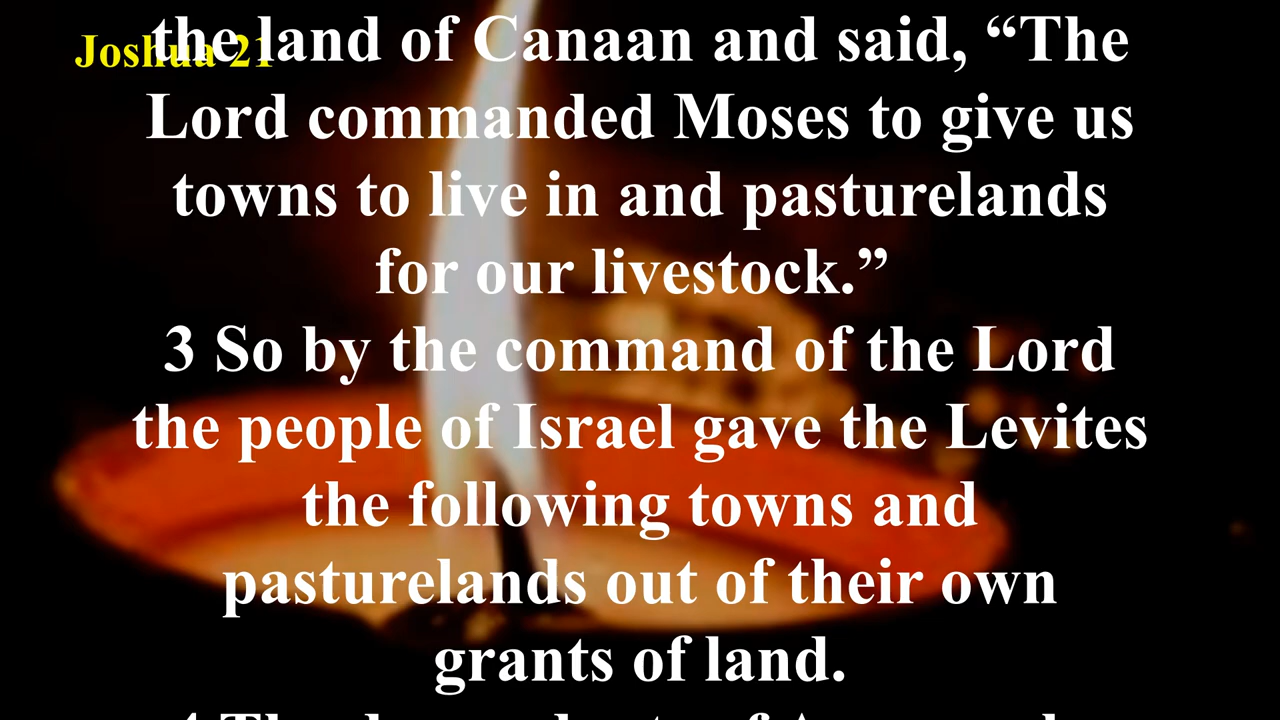 Joshua 21
the land of Canaan and said, “The
Lord commanded Moses to give us
towns to live in and pasturelands
for our livestock.”
3 So by the command of the Lord
the people of Israel gave the Levites
the following towns and
pasturelands out of their own
grants of land.